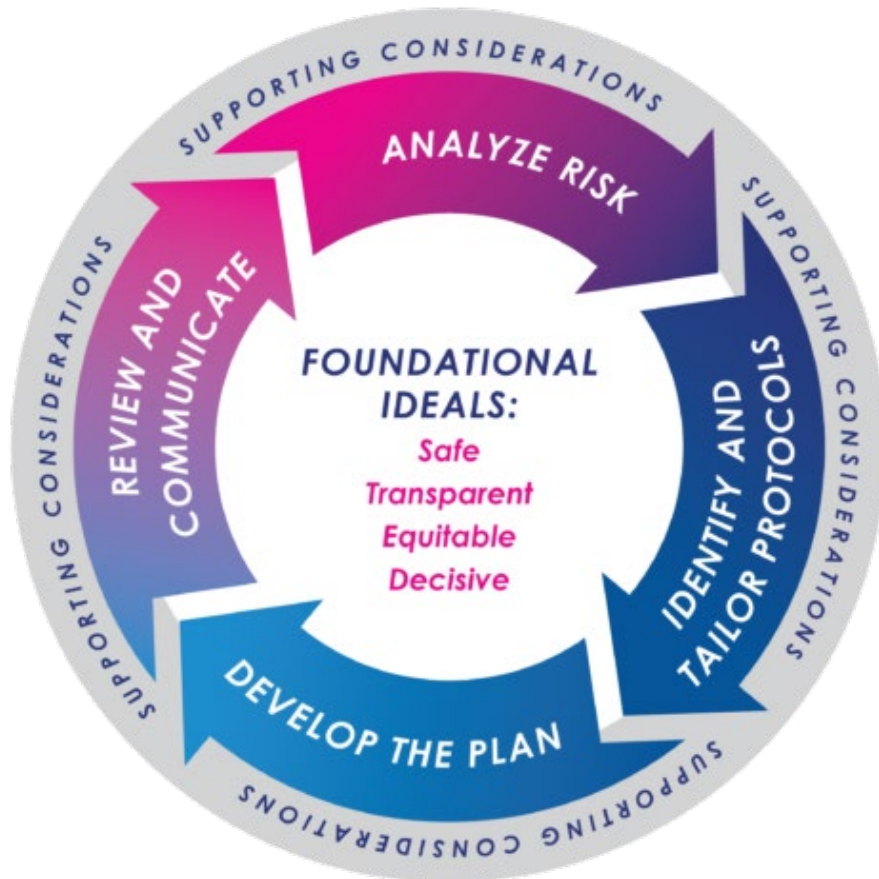 SUPPORTING CONSIDERATIONS
ANALYZE RISK
SUPPORTING CONSIDERATIONS
IDENTIFY AND
TAILOR PROTOCOLS
SUPPORTING CONSIDERATIONS
DEVELOP THE PLAN
SUPPORTING CONSIDERATIONS
REVIEW AND
COMMUNICATE
FOUNDATIONAL
IDEALS:
Safe
Transparent
Equitable
Decisive